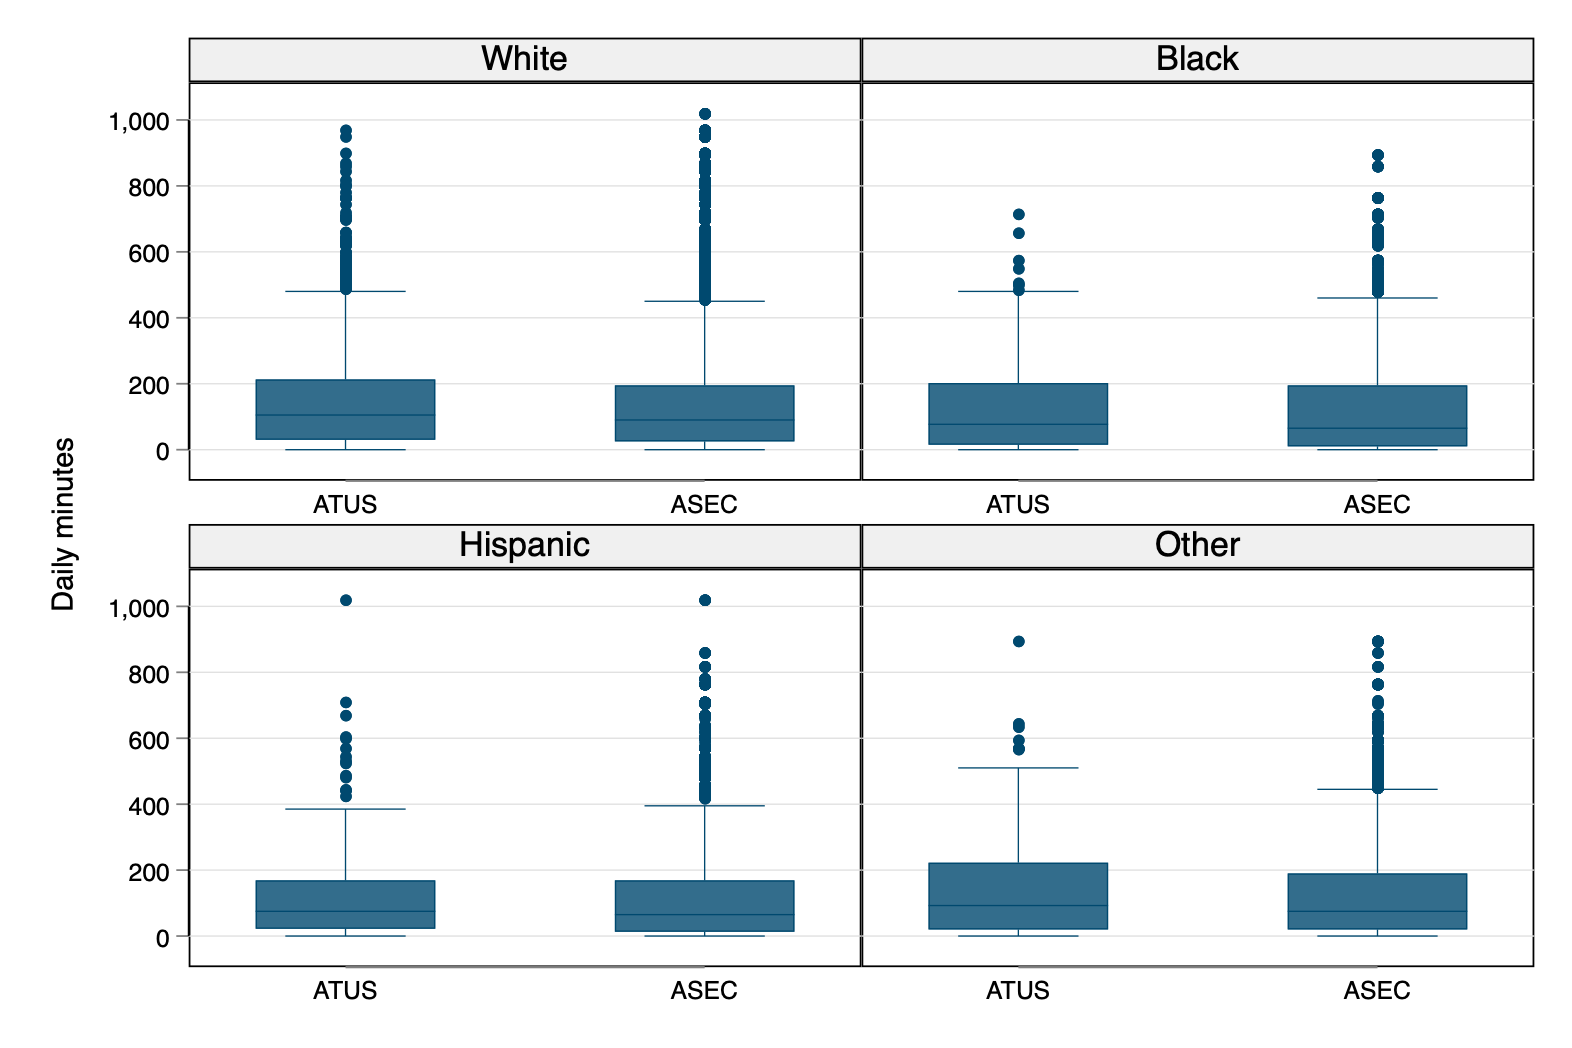 White
Black
1,000
800
600
400
200
0
ATUS
ASEC
ATUS
ASEC
Daily minutes
Hispanic
Other
1,000
800
600
400
200
0
ATUS
ASEC
ATUS
ASEC